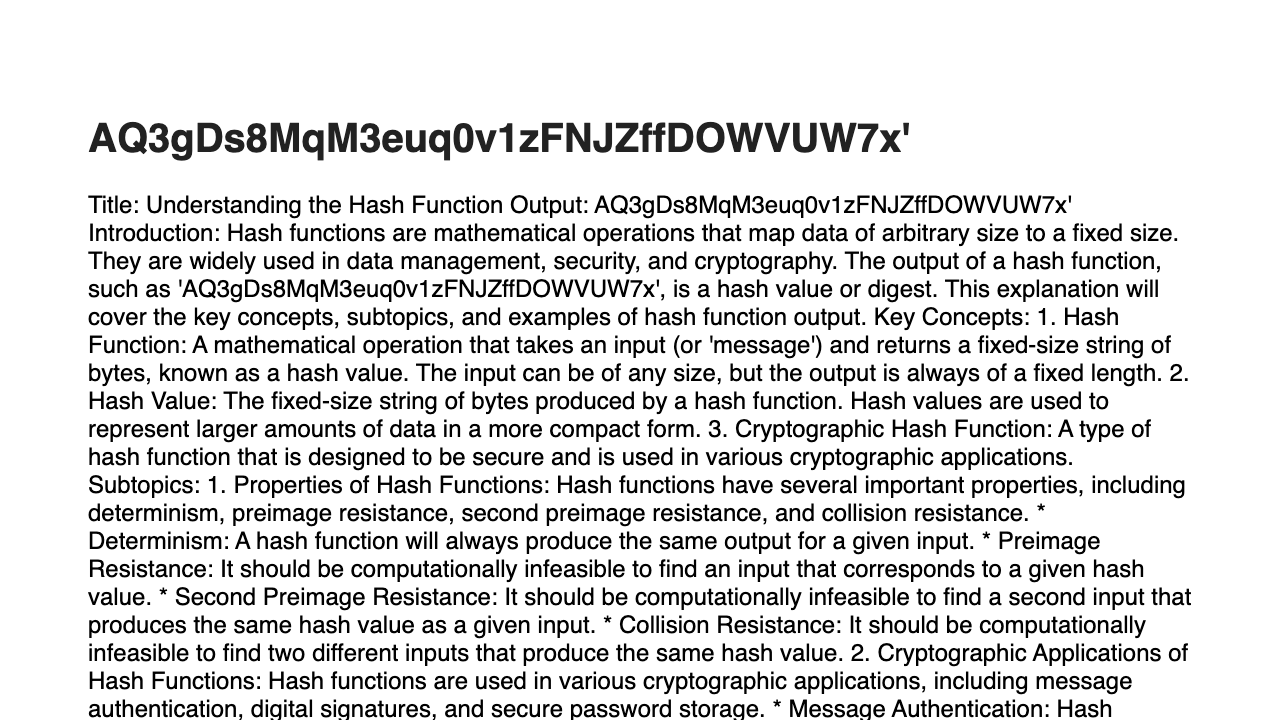 AQ3gDs8MqM3euq0v1zFNJZffDOWVUW7x'
Title: Understanding the Hash Function Output: AQ3gDs8MqM3euq0v1zFNJZffDOWVUW7x'
Introduction: Hash functions are mathematical operations that map data of arbitrary size to a fixed size.
They are widely used in data management, security, and cryptography. The output of a hash function,
such as 'AQ3gDs8MqM3euq0v1zFNJZffDOWVUW7x', is a hash value or digest. This explanation will
cover the key concepts, subtopics, and examples of hash function output. Key Concepts: 1. Hash
Function: A mathematical operation that takes an input (or 'message') and returns a fixed-size string of
bytes, known as a hash value. The input can be of any size, but the output is always of a fixed length. 2.
Hash Value: The fixed-size string of bytes produced by a hash function. Hash values are used to
represent larger amounts of data in a more compact form. 3. Cryptographic Hash Function: A type of
hash function that is designed to be secure and is used in various cryptographic applications.
Subtopics: 1. Properties of Hash Functions: Hash functions have several important properties, including
determinism, preimage resistance, second preimage resistance, and collision resistance. *
Determinism: A hash function will always produce the same output for a given input. * Preimage
Resistance: It should be computationally infeasible to find an input that corresponds to a given hash
value. * Second Preimage Resistance: It should be computationally infeasible to find a second input that
produces the same hash value as a given input. * Collision Resistance: It should be computationally
infeasible to find two different inputs that produce the same hash value. 2. Cryptographic Applications of
Hash Functions: Hash functions are used in various cryptographic applications, including message
authentication, digital signatures, and secure password storage. * Message Authentication: Hash